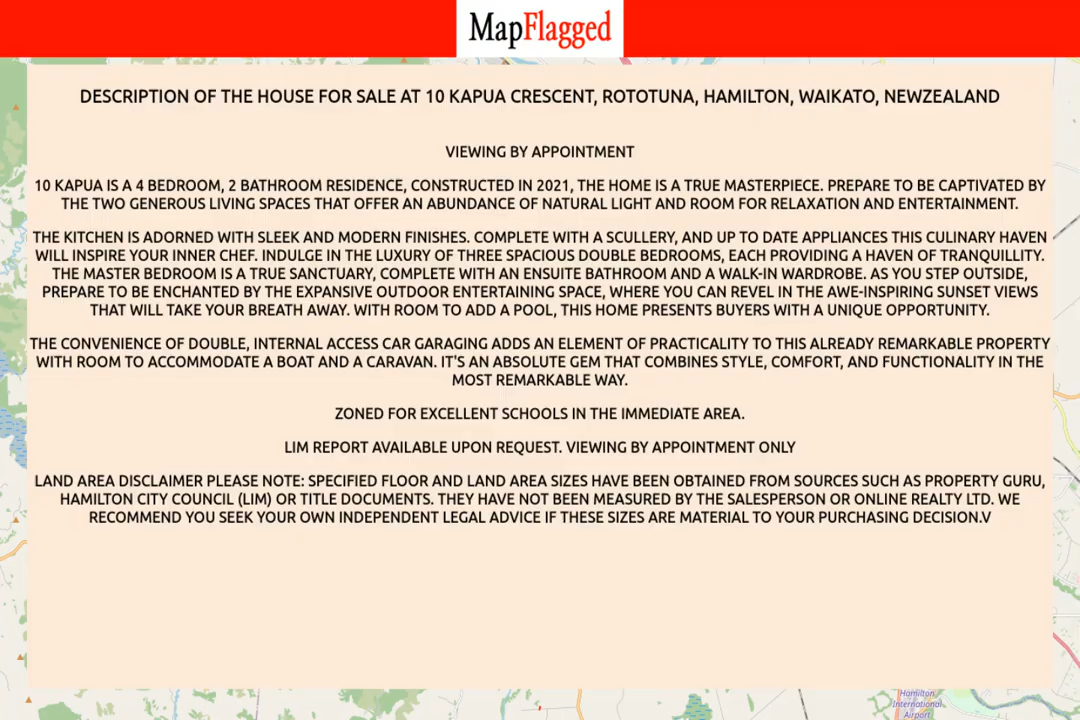 MapFlagged
DESCRIPTION OF THE HOUSE FOR SALE AT 10 KAPUA CRESCENT, ROTOTUNA, HAMILTON, WAIKATO, NEWZEALAND
VIEWING BY APPOINTMENT
10 KAPUA IS A 4 BEDROOM, 2 BATHROOM RESIDENCE, CONSTRUCTED IN 2021, THE HOME IS A TRUE MASTERPIECE. PREPARE TO BE CAPTIVATED BY
THE TWO GENEROUS LIVING SPACES THAT OFFER AN ABUNDANCE OF NATURAL LIGHT AND ROOM FOR RELAXATION AND ENTERTAINMENT.
THE KITCHEN IS ADORNED WITH SLEEK AND MODERN FINISHES. COMPLETE WITH A SCULLERY, AND UP TO DATE APPLIANCES THIS CULINARY HAVEN
WILL INSPIRE YOUR INNER CHEF. INDULGE IN THE LUXURY OF THREE SPACIOUS DOUBLE BEDROOMS, EACH PROVIDING A HAVEN OF TRANQUILLITY.
THE MASTER BEDROOM IS A TRUE SANCTUARY, COMPLETE WITH AN ENSUITE BATHROOM AND A WALK-IN WARDROBE. AS YOU STEP OUTSIDE,
PREPARE TO BE ENCHANTED BY THE EXPANSIVE OUTDOOR ENTERTAINING SPACE, WHERE YOU CAN REVEL IN THE AWE-INSPIRING SUNSET VIEWS
THAT WILL TAKE YOUR BREATH AWAY. WITH ROOM TO ADD A POOL, THIS HOME PRESENTS BUYERS WITH A UNIQUE OPPORTUNITY.
THE CONVENIENCE OF DOUBLE, INTERNAL ACCESS CAR GARAGING ADDS AN ELEMENT OF PRACTICALITY TO THIS ALREADY REMARKABLE PROPERTY
WITH ROOM TO ACCOMMODATE A BOAT AND A CARAVAN. IT'S AN ABSOLUTE GEM THAT COMBINES STYLE, COMFORT, AND FUNCTIONALITY IN THE
MOST REMARKABLE WAY.
ZONED FOR EXCELLENT SCHOOLS IN THE IMMEDIATE AREA.
LIM REPORT AVAILABLE UPON REQUEST. VIEWING BY APPOINTMENT ONLY
LAND AREA DISCLAIMER PLEASE NOTE: SPECIFIED FLOOR AND LAND AREA SIZES HAVE BEEN OBTAINED FROM SOURCES SUCH AS PROPERTY GURU,
HAMILTON CITY COUNCIL (LIM) OR TITLE DOCUMENTS. THEY HAVE NOT BEEN MEASURED BY THE SALESPERSON OR ONLINE REALTY LTD. WE
RECOMMEND YOU SEEK YOUR OWN INDEPENDENT LEGAL ADVICE IF THESE SIZES ARE MATERIAL TO YOUR PURCHASING DECISION.V
Hamilton
International
Airport